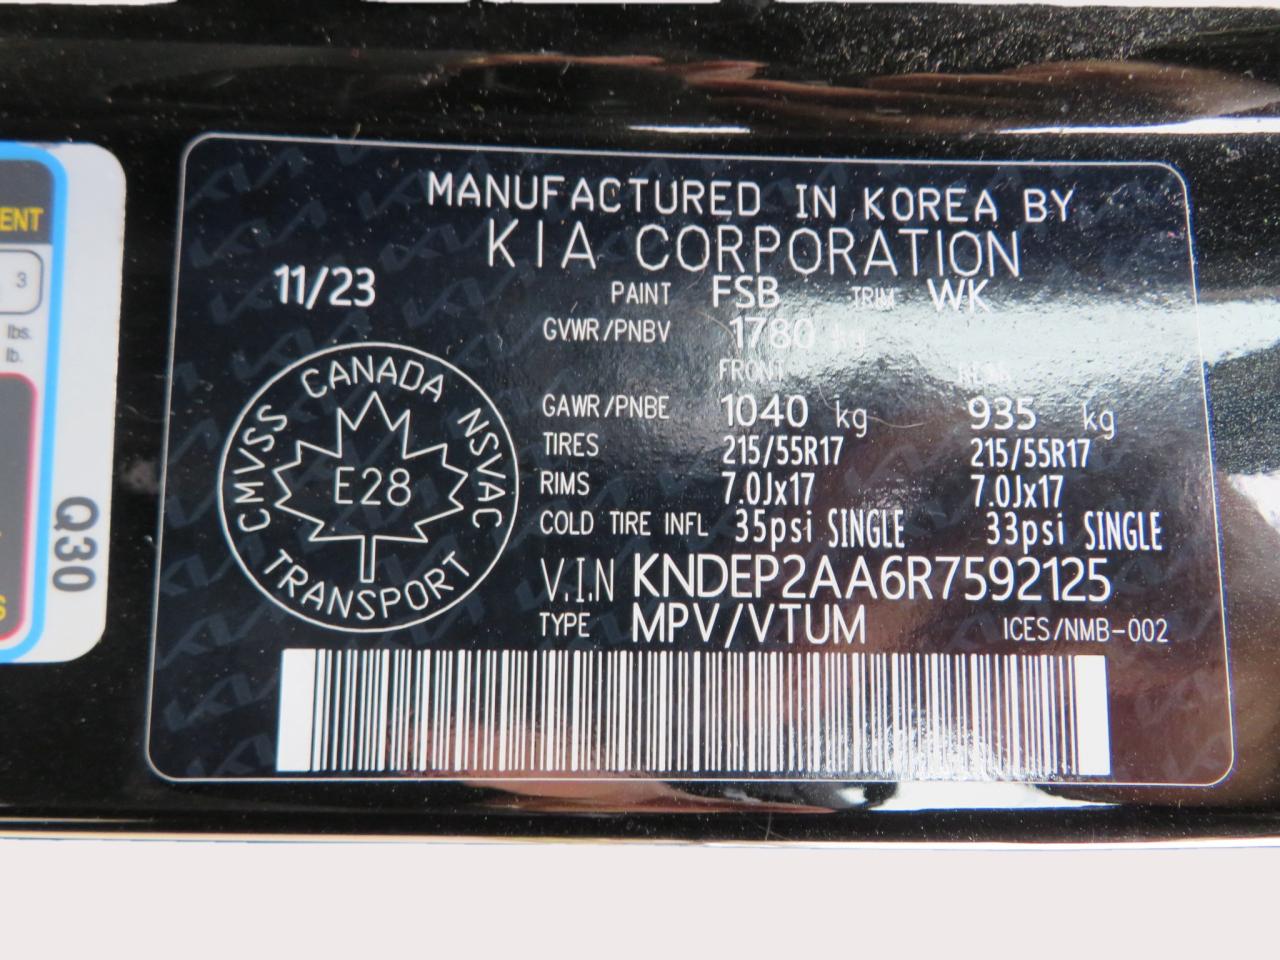 MANUFACTURED IN KOREA BY
KIA CORPORATION
11/23
PAINT FSB TRIM WK
GVWR/PNBV 1780 kg
FRONT REAR
GAWR/PNBE 1040 kg 935 kg
TIRES 215/55R17 215/55R17
RIMS 7.0Jx17 7.0Jx17
COLD TIRE INFL 35psi SINGLE 33psi SINGLE
V.I.N KNDEP2AA6R7592125
TYPE MPV/VTUM ICES/NMB-002
CMVSS CANADA NSVAC
E28
TRANSPORT
ENT
3
lbs.
lb.
Q30
S